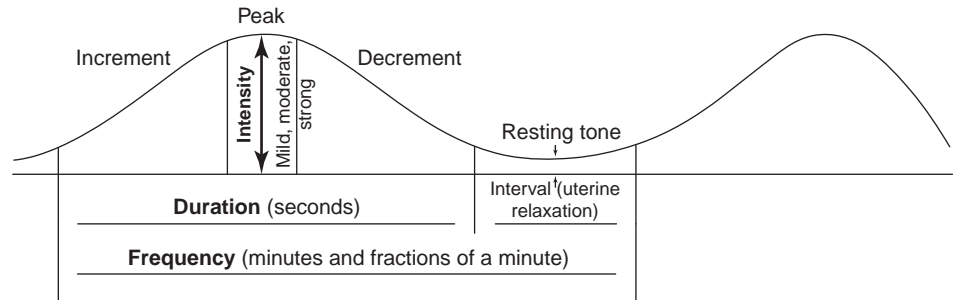 Peak
Increment
Decrement
Intensity
Mild, moderate,
strong
Resting tone
Interval (uterine
relaxation)
Duration (seconds)
Frequency (minutes and fractions of a minute)